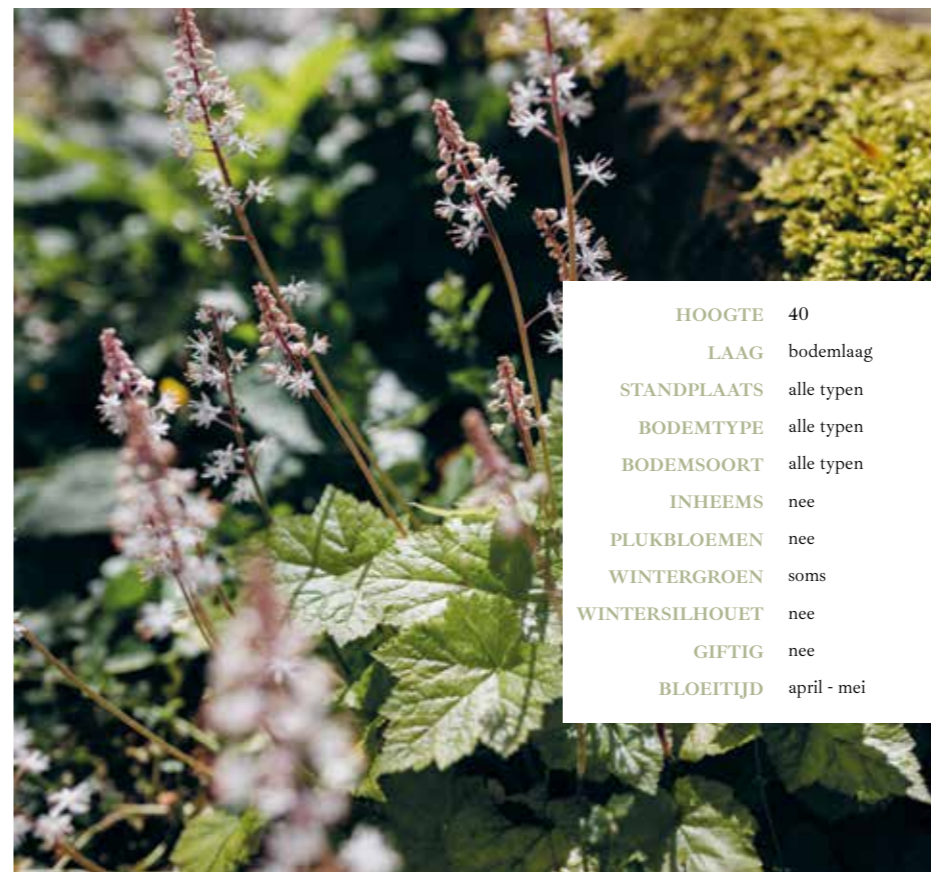 HOOGTE 40
LAAG bodemlaag
STANDPLAATS alle typen
BODEMTYPE alle typen
BODEMSOORT alle typen
INHEEMS nee
PLUKBLOEMEN nee
WINTERGROEN soms
WINTERSILHOUET nee
GIFTIG nee
BLOEITIJD april - mei